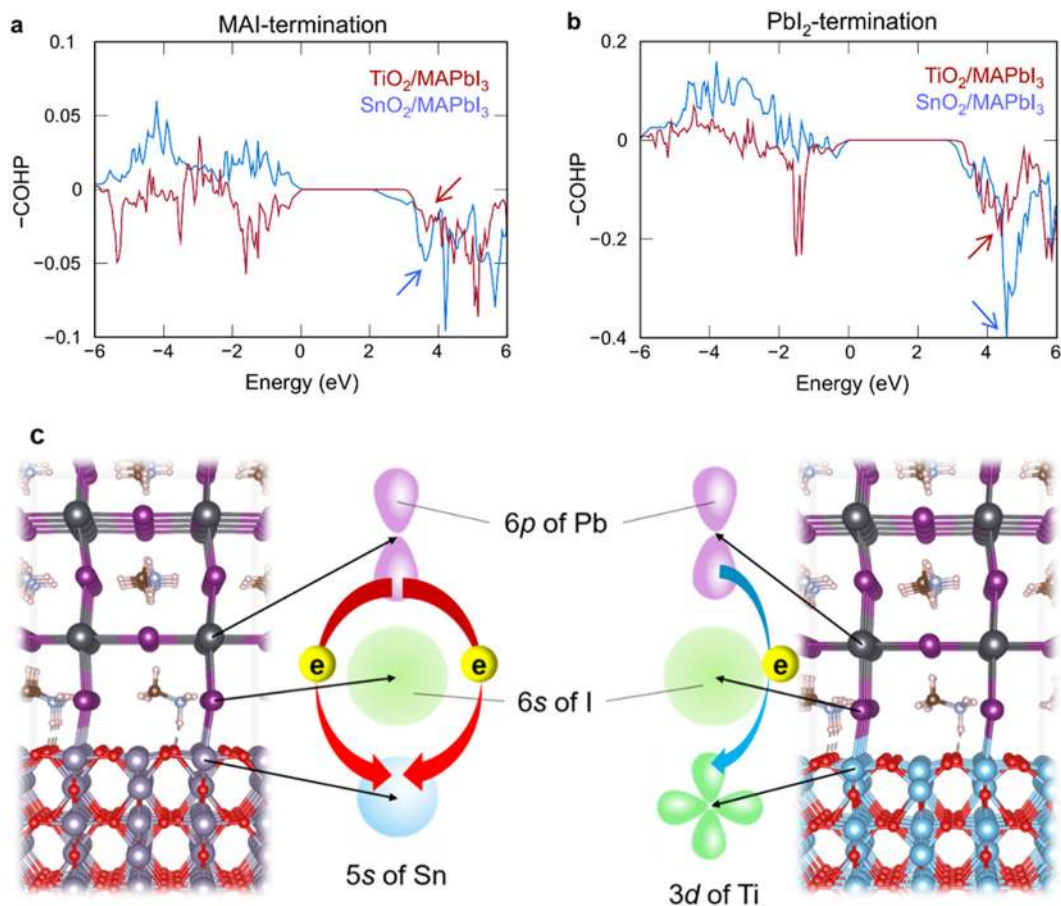 a
MAI-termination
0.1
0.05
0
−0.05
−0.1
−COHP
TiO₂/MAPbI₃
SnO₂/MAPbI₃
−6
−4
−2
0
2
4
6
Energy (eV)
b
PbI₂-termination
0.2
0
−0.2
−0.4
−COHP
TiO₂/MAPbI₃
SnO₂/MAPbI₃
−6
−4
−2
0
2
4
6
Energy (eV)
c
6p of Pb
e
e
e
6s of I
5s of Sn
3d of Ti